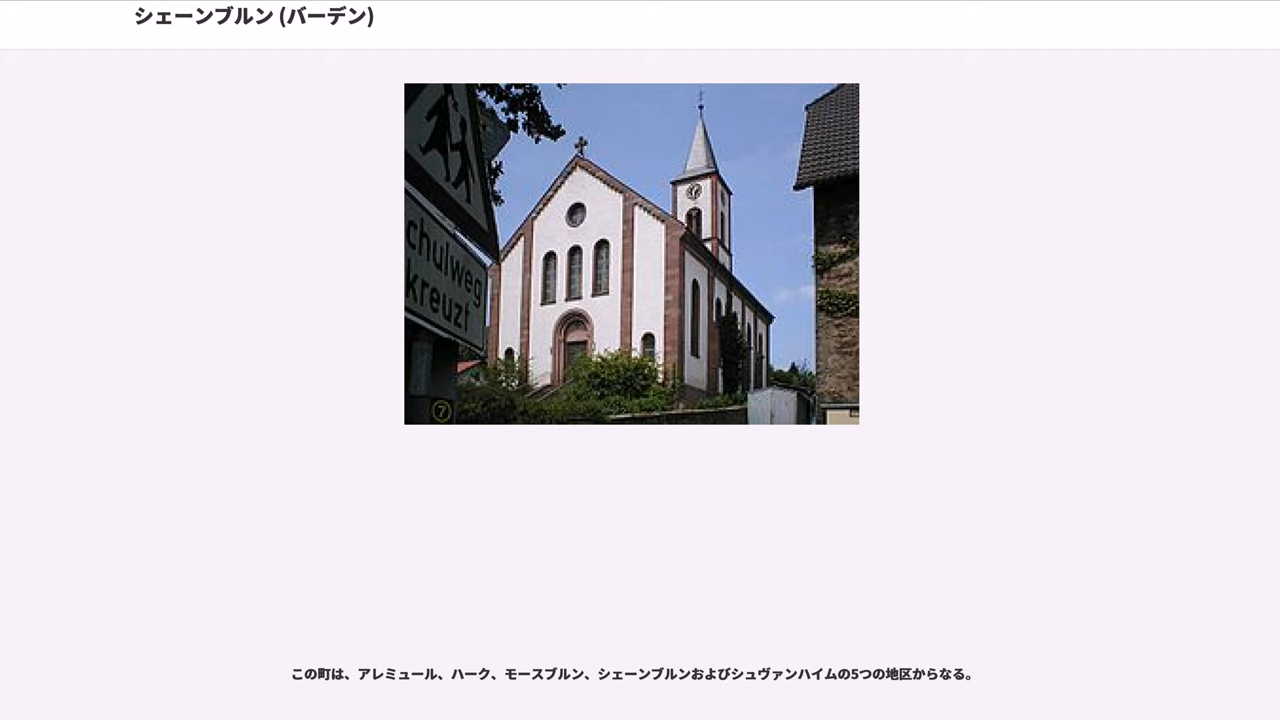 シェーンブルン (バーデン)
chulweg
kreuzt
7
この町は、アレミュール、ハーク、モースブルン、シェーンブルンおよびシュヴァンハイムの5つの地区からなる。